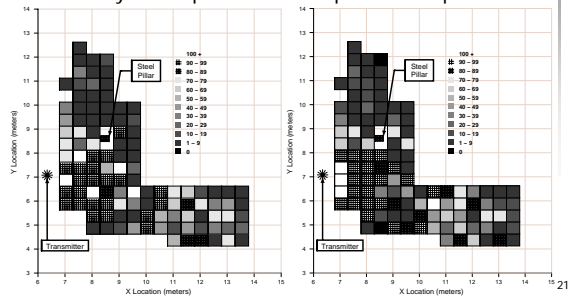 14
13
12
11
10
9
8
7
6
5
4
3
Y Location (meters)
100 +
90 – 99
80 – 89
70 – 79
60 – 69
50 – 59
40 – 49
30 – 39
20 – 29
10 – 19
1 – 9
0
Steel
Pillar
Transmitter
6 7 8 9 10 11 12 13 14 15
X Location (meters)
14
13
12
11
10
9
8
7
6
5
4
3
Y Location (meters)
100 +
90 – 99
80 – 89
70 – 79
60 – 69
50 – 59
40 – 49
30 – 39
20 – 29
10 – 19
1 – 9
0
Steel
Pillar
Transmitter
6 7 8 9 10 11 12 13 14 15
X Location (meters)
21